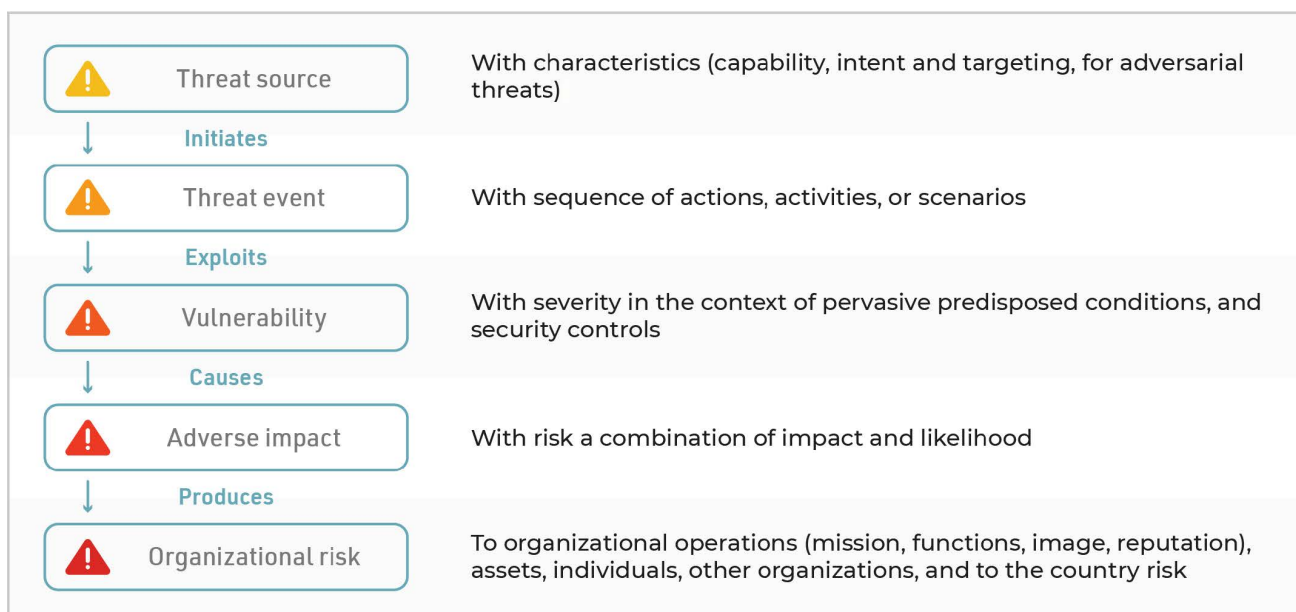 Threat source
With characteristics (capability, intent and targeting, for adversarial
threats)
Initiates
Threat event
With sequence of actions, activities, or scenarios
Exploits
Vulnerability
With severity in the context of pervasive predisposed conditions, and
security controls
Causes
Adverse impact
With risk a combination of impact and likelihood
Produces
Organizational risk
To organizational operations (mission, functions, image, reputation),
assets, individuals, other organizations, and to the country risk